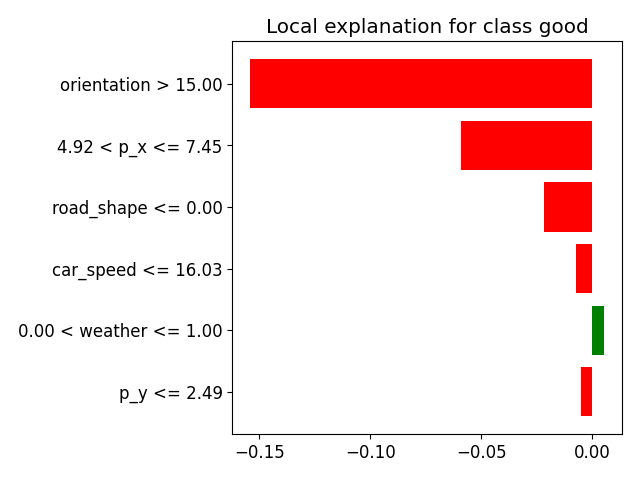 Local explanation for class good
orientation > 15.00
4.92 < p_x <= 7.45
road_shape <= 0.00
car_speed <= 16.03
0.00 < weather <= 1.00
p_y <= 2.49
−0.15 −0.10 −0.05 0.00